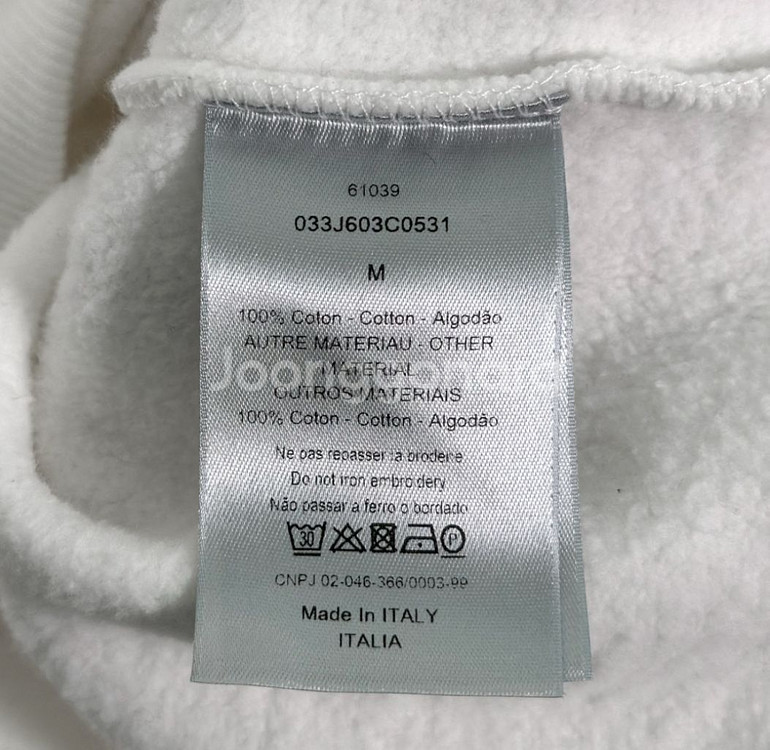 61039
033J603C0531
M
100% Coton - Cotton - Algodão
AUTRE MATERIAU - OTHER
MATERIAL
OUTROS MATERIAIS
100% Coton - Cotton - Algodão
Ne pas repasser la broderie
Do not iron embroidery
Não passar a ferro o bordado
30 P
CNPJ 02-046-366/0003-99
Made In ITALY
ITALIA